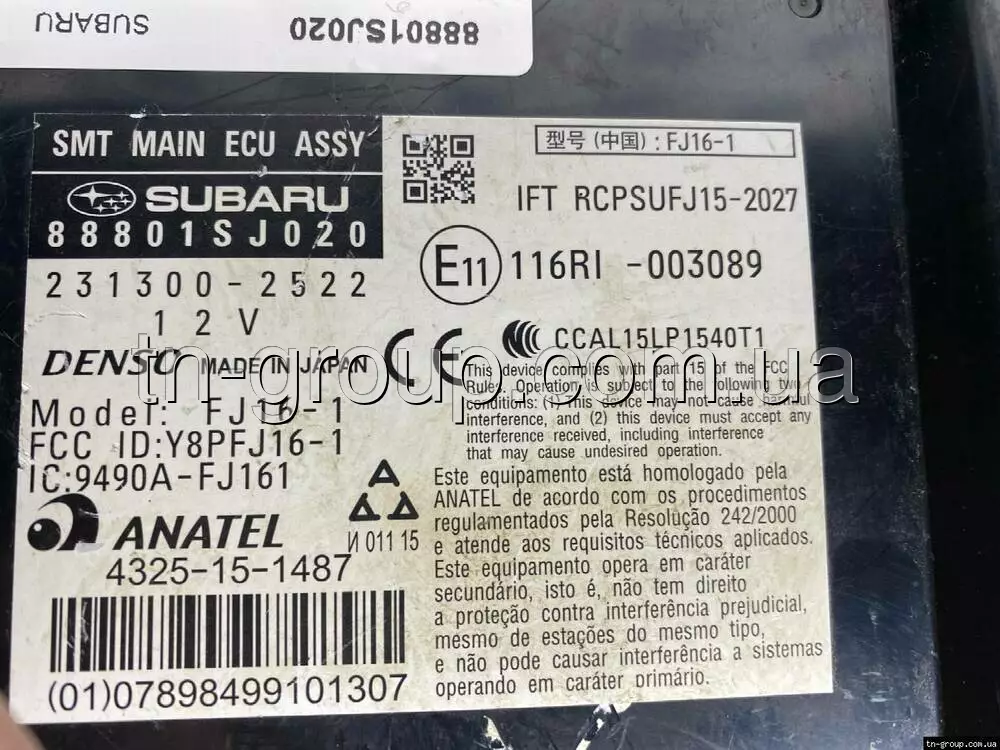 88801SJ020
SUBARU
SMT MAIN ECU ASSY
SUBARU
88801SJ020
231300-2522
12V
DENSO MADE IN JAPAN
Model: FJ16-1
FCC ID:Y8PFJ16-1
IC:9490A-FJ161
ANATEL
4325-15-1487
(01)07898499101307
И 011 15
型号 (中国) : FJ16-1
IFT RCPSUFJ15-2027
E11 116RI -003089
CE
CCAL15LP1540T1
This device complies with part 15 of the FCC
Rules. Operation is subject to the following two
conditions: (1) This device may not cause harmful
interference, and (2) this device must accept any
interference received, including interference
that may cause undesired operation.
Este equipamento está homologado pela
ANATEL de acordo com os procedimentos
regulamentados pela Resolução 242/2000
e atende aos requisitos técnicos aplicados.
Este equipamento opera em caráter
secundário, isto é, não tem direito
a proteção contra interferência prejudicial,
mesmo de estações do mesmo tipo,
e não pode causar interferência a sistemas
operando em caráter primário.
tn-group.com.ua
tn-group.com.ua
tn-group.com.ua